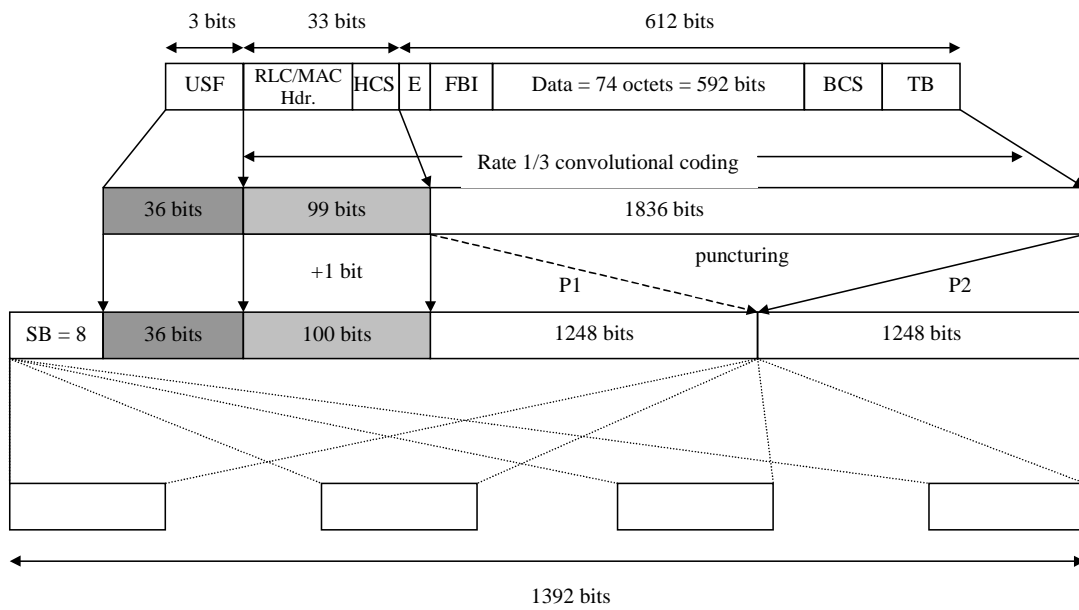 3 bits
33 bits
612 bits
USF
RLC/MAC
Hdr.
HCS
E
FBI
Data = 74 octets = 592 bits
BCS
TB
Rate 1/3 convolutional coding
36 bits
99 bits
1836 bits
+1 bit
puncturing
P1
P2
SB = 8
36 bits
100 bits
1248 bits
1248 bits
1392 bits